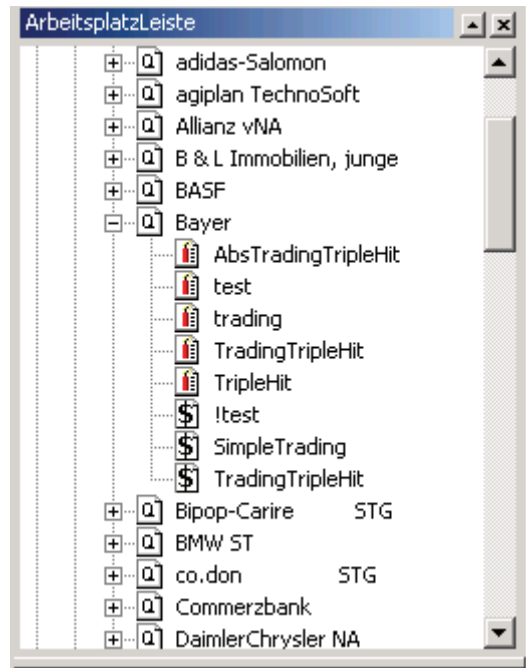 ArbeitsplatzLeiste
adidas-Salomon
agiplan TechnoSoft
Allianz vNA
B & L Immobilien, junge
BASF
Bayer
AbsTradingTripleHit
test
trading
TradingTripleHit
TripleHit
!test
SimpleTrading
TradingTripleHit
Bipop-Carire STG
BMW ST
co.don STG
Commerzbank
DaimlerChrysler NA